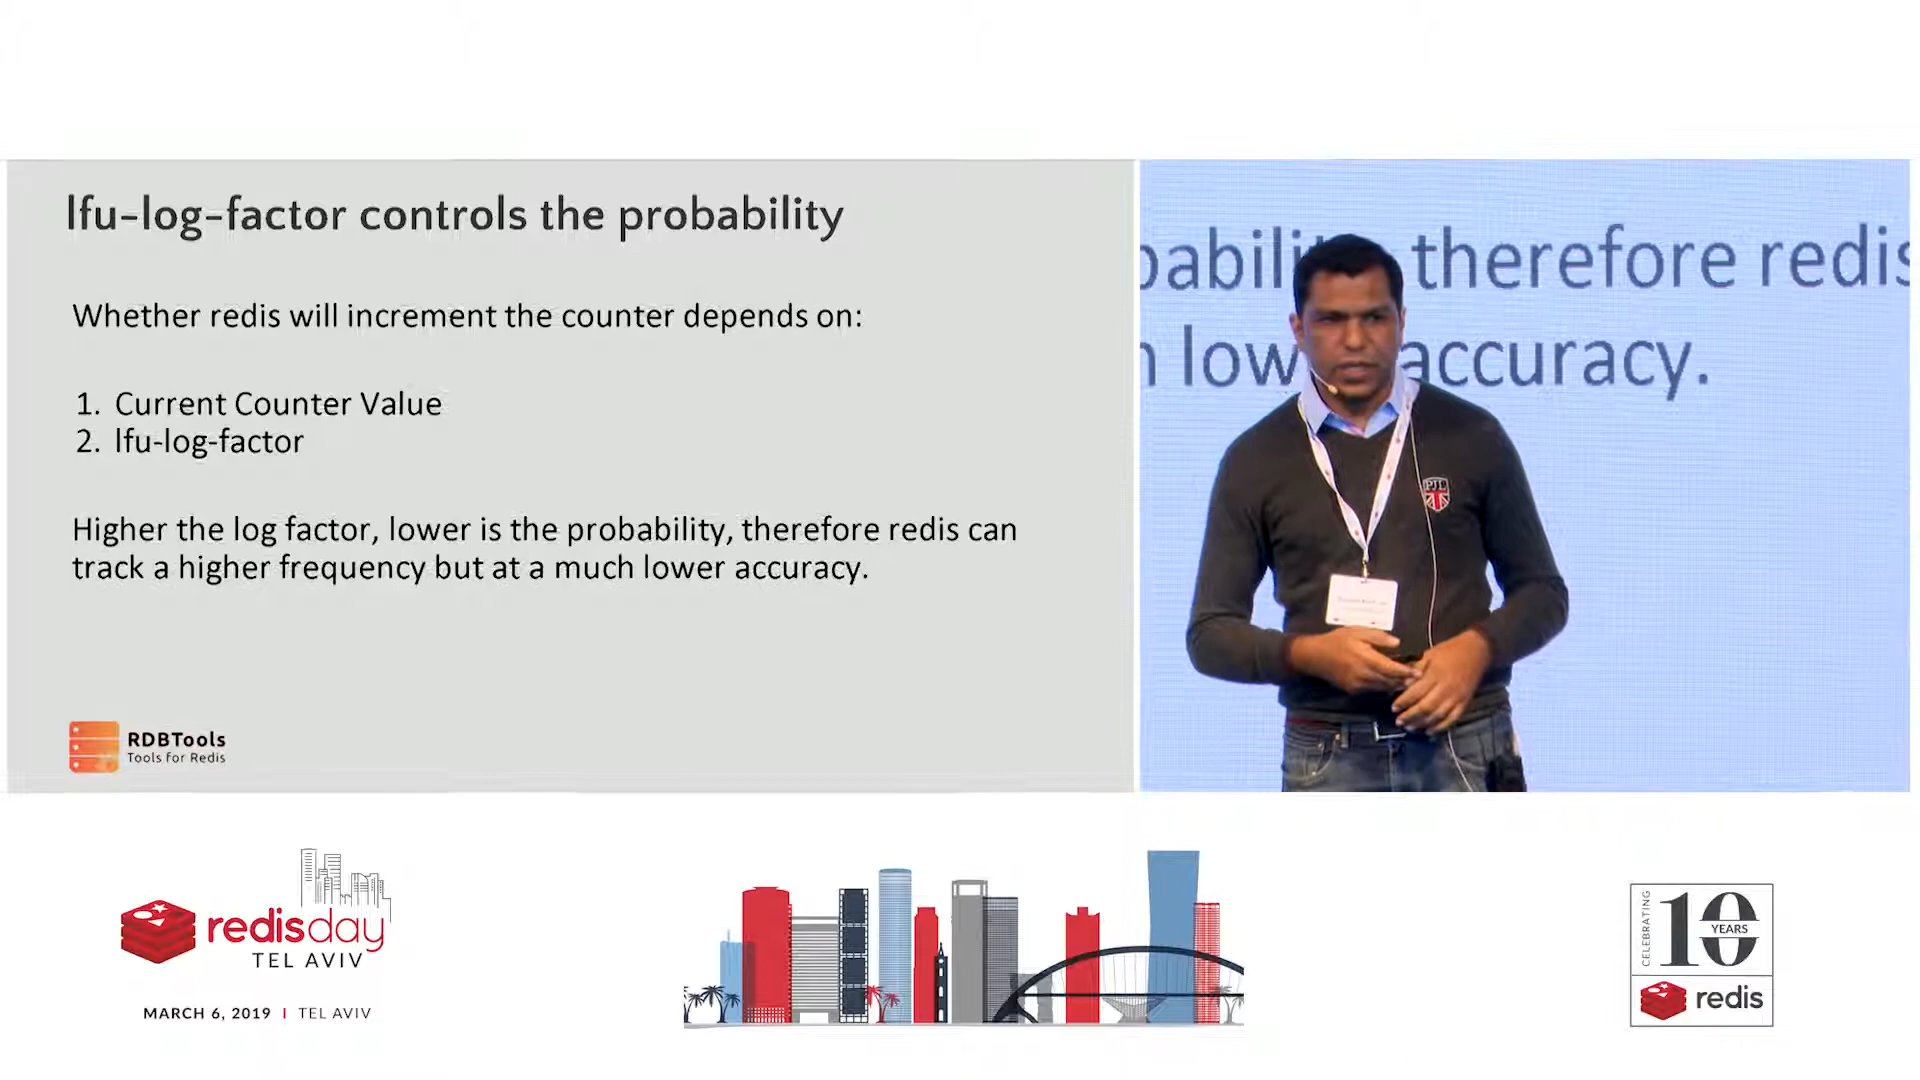 lfu-log-factor controls the probability
Whether redis will increment the counter depends on:
1. Current Counter Value
2. lfu-log-factor
Higher the log factor, lower is the probability, therefore redis can
track a higher frequency but at a much lower accuracy.
RDBTools
Tools for Redis
therefore redis
accuracy.
PJL
redisday
TEL AVIV
MARCH 6, 2019 | TEL AVIV
CELEBRATING
10
YEARS
redis